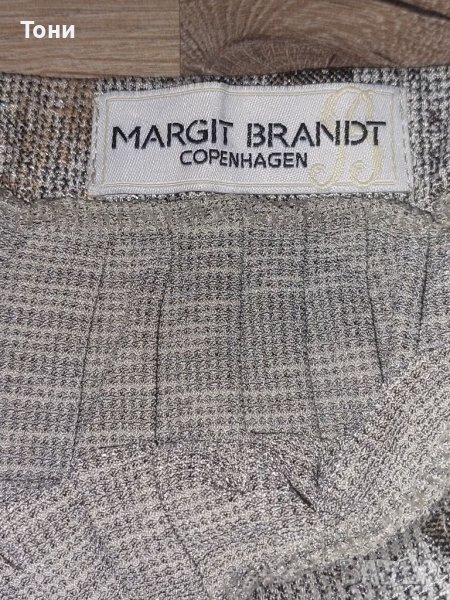 Тони
MARGIT BRANDT
COPENHAGEN
B